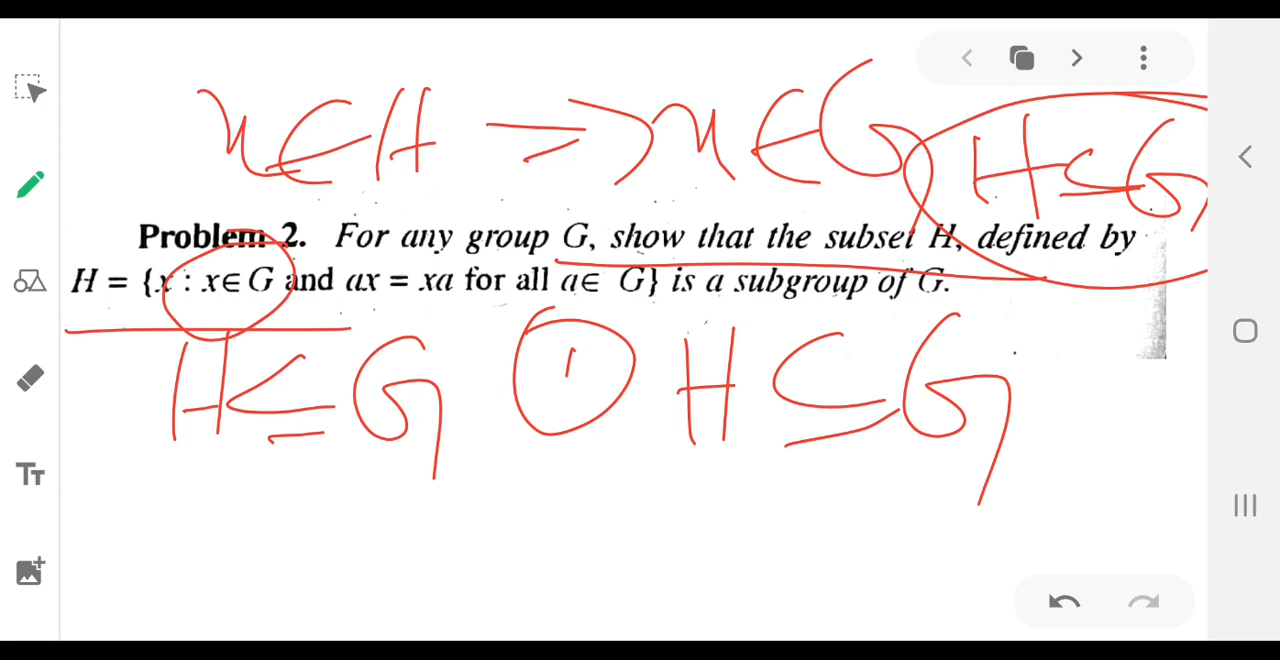 x∈H ⇒ x∈G H⊆G
Problem 2. For any group G, show that the subset H, defined by
H = {x : x∈ G and ax = xa for all a∈ G} is a subgroup of G.
H≤G ① H⊆G
TT